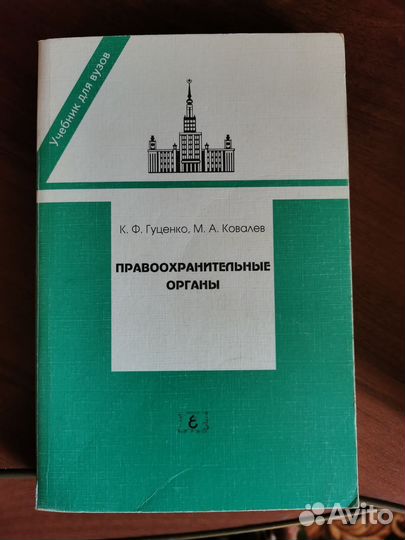 Учебник для вузов
К. Ф. Гуценко, М. А. Ковалев
ПРАВООХРАНИТЕЛЬНЫЕ
ОРГАНЫ
Avito